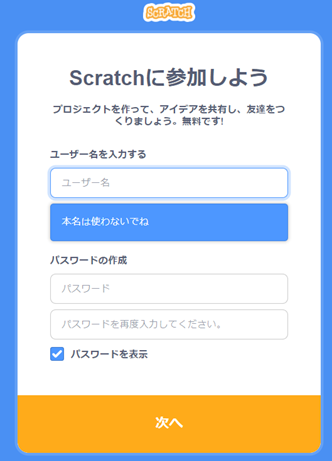 SCRATCH
Scratchに参加しよう
プロジェクトを作って、アイデアを共有し、友達をつ
くりましょう。無料です!
ユーザー名を入力する
ユーザー名
本名は使わないでね
パスワードの作成
パスワード
パスワードを再度入力してください。
パスワードを表示
次へ